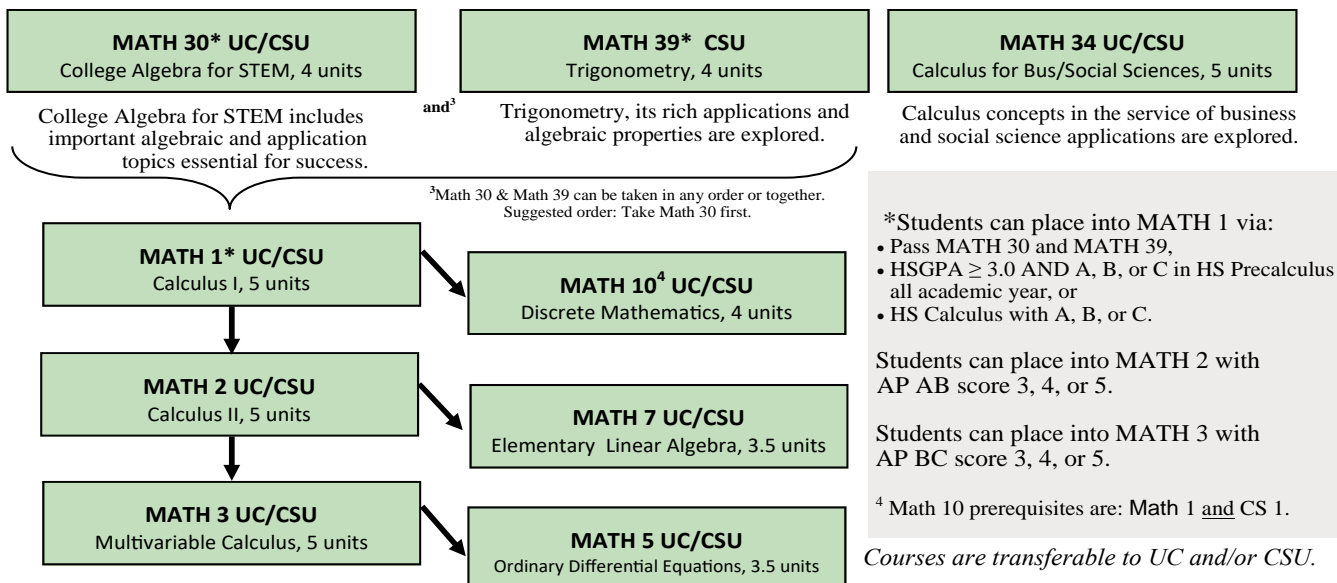 MATH 30* UC/CSU
College Algebra for STEM, 4 units
MATH 39* CSU
Trigonometry, 4 units
MATH 34 UC/CSU
Calculus for Bus/Social Sciences, 5 units
College Algebra for STEM includes
important algebraic and application
topics essential for success.
and³
Trigonometry, its rich applications and
algebraic properties are explored.
Calculus concepts in the service of business
and social science applications are explored.
³Math 30 & Math 39 can be taken in any order or together.
Suggested order: Take Math 30 first.
MATH 1* UC/CSU
Calculus I, 5 units
MATH 10⁴ UC/CSU
Discrete Mathematics, 4 units
MATH 2 UC/CSU
Calculus II, 5 units
MATH 7 UC/CSU
Elementary Linear Algebra, 3.5 units
MATH 3 UC/CSU
Multivariable Calculus, 5 units
MATH 5 UC/CSU
Ordinary Differential Equations, 3.5 units
*Students can place into MATH 1 via:
• Pass MATH 30 and MATH 39,
• HSGPA ≥ 3.0 AND A, B, or C in HS Precalculus
all academic year, or
• HS Calculus with A, B, or C.
Students can place into MATH 2 with
AP AB score 3, 4, or 5.
Students can place into MATH 3 with
AP BC score 3, 4, or 5.
⁴ Math 10 prerequisites are: Math 1 and CS 1.
Courses are transferable to UC and/or CSU.